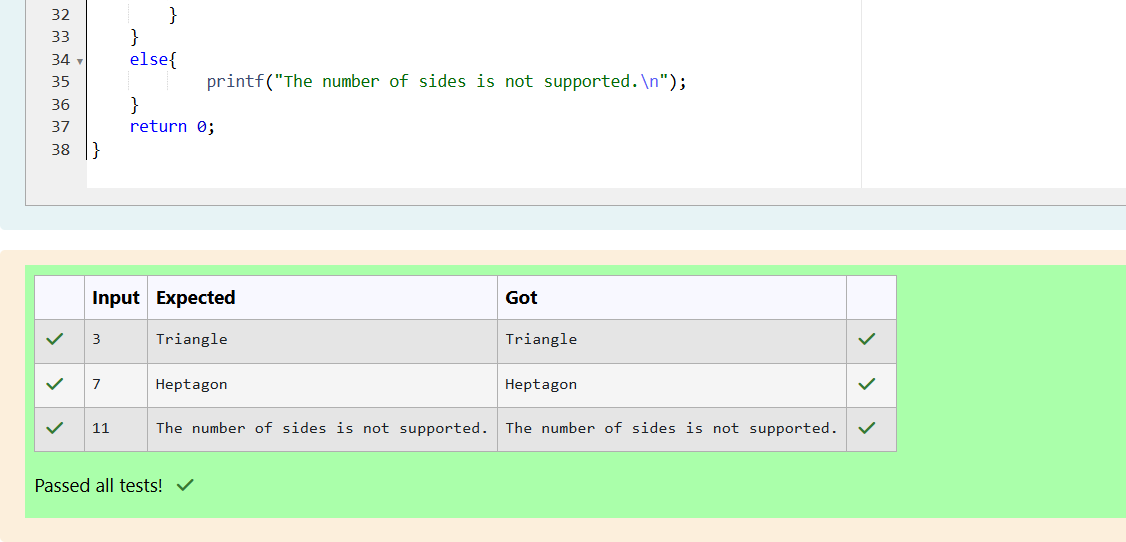 32 }
33 }
34 else{
35 printf("The number of sides is not supported.\n");
36 }
37 return 0;
38 }
Input Expected Got
3 Triangle Triangle
7 Heptagon Heptagon
11 The number of sides is not supported. The number of sides is not supported.
Passed all tests!